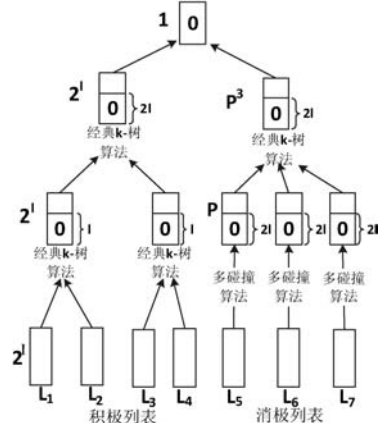 1 0
2^l 0 }2l P^3 0 }2l
经典k-树 经典k-树
算法 算法
2^l 0 }l 0 }l P 0 }2l 0 }2l 0 }2l
经典k-树 经典k-树 多碰撞 多碰撞 多碰撞
算法 算法 算法 算法 算法
2^l
L₁ L₂ L₃ L₄ L₅ L₆ L₇
积极列表 消极列表